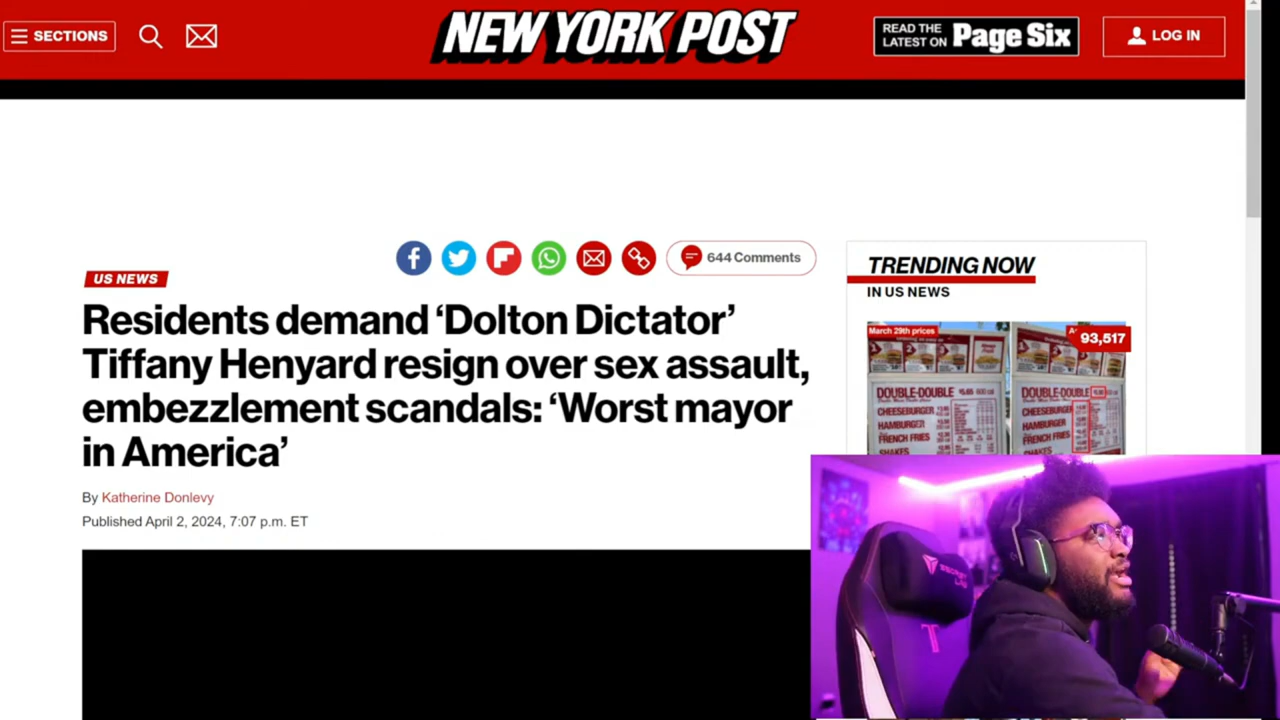 SECTIONS
NEW YORK POST
READ THE
LATEST ON
Page Six
LOG IN
644 Comments
US NEWS
Residents demand ‘Dolton Dictator’
Tiffany Henyard resign over sex assault,
embezzlement scandals: ‘Worst mayor
in America’
By Katherine Donlevy
Published April 2, 2024, 7:07 p.m. ET
TRENDING NOW
IN US NEWS
March 29th prices
93,517
DOUBLE-DOUBLE
CHEESEBURGER
HAMBURGER
FRENCH FRIES
SHAKES
DOUBLE-DOUBLE
CHEESEBURGER
HAMBURGER
FRENCH FRIES